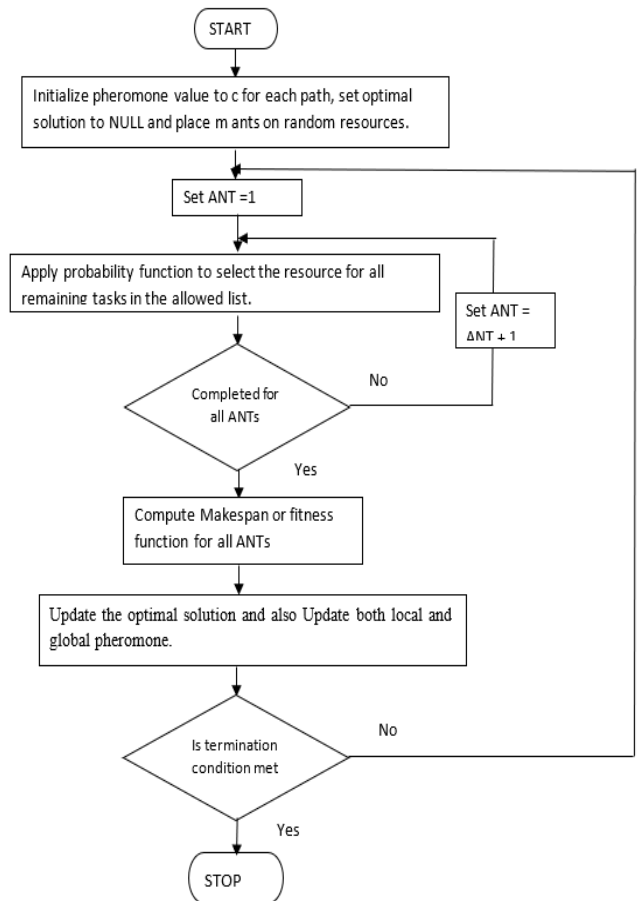 START
Initialize pheromone value to c for each path, set optimal
solution to NULL and place m ants on random resources.
Set ANT =1
Apply probability function to select the resource for all
remaining tasks in the allowed list.
Set ANT =
ANT + 1
No
Completed for
all ANTs
Yes
Compute Makespan or fitness
function for all ANTs
Update the optimal solution and also Update both local and
global pheromone.
No
Is termination
condition met
Yes
STOP